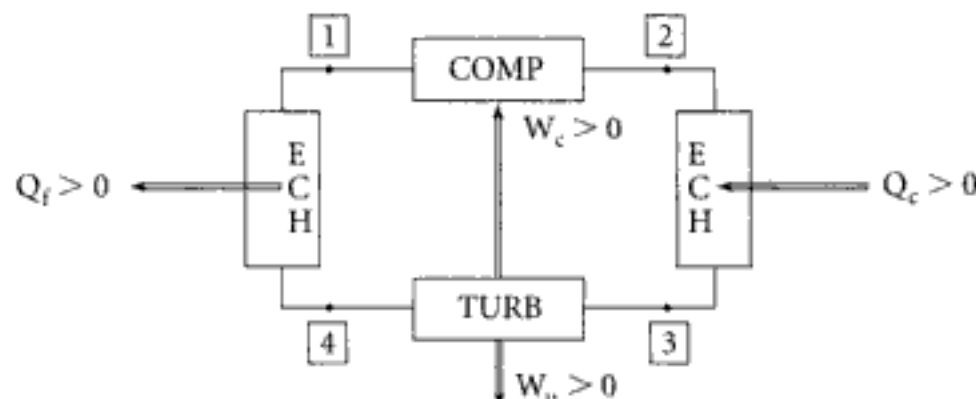 1
2
COMP
W_c > 0
E
C
H
Q_f > 0
E
C
H
Q_c > 0
TURB
4
3
W_u > 0